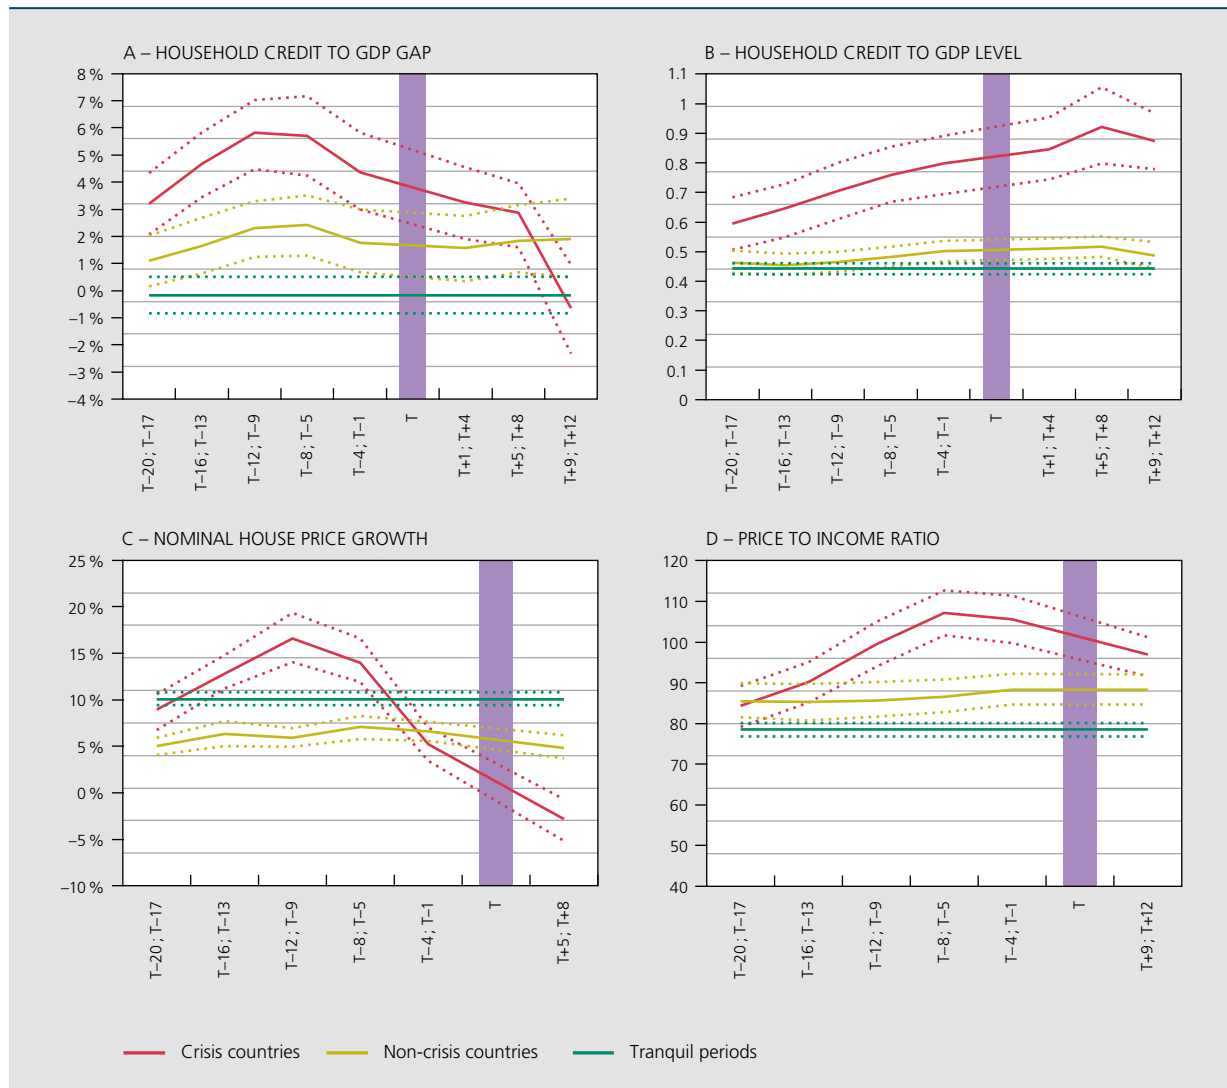 A – HOUSEHOLD CREDIT TO GDP GAP
8 %
7 %
6 %
5 %
4 %
3 %
2 %
1 %
0 %
–1 %
–2 %
–3 %
–4 %
T–20 ; T–17
T–16 ; T–13
T–12 ; T–9
T–8 ; T–5
T–4 ; T–1
T
T+1 ; T+4
T+5 ; T+8
T+9 ; T+12
B – HOUSEHOLD CREDIT TO GDP LEVEL
1.1
1
0.9
0.8
0.7
0.6
0.5
0.4
0.3
0.2
0.1
0
T–20 ; T–17
T–16 ; T–13
T–12 ; T–9
T–8 ; T–5
T–4 ; T–1
T
T+1 ; T+4
T+5 ; T+8
T+9 ; T+12
C – NOMINAL HOUSE PRICE GROWTH
25 %
20 %
15 %
10 %
5 %
0 %
–5 %
–10 %
T–20 ; T–17
T–16 ; T–13
T–12 ; T–9
T–8 ; T–5
T–4 ; T–1
T
T+5 ; T+8
D – PRICE TO INCOME RATIO
120
110
100
90
80
70
60
50
40
T–20 ; T–17
T–16 ; T–13
T–12 ; T–9
T–8 ; T–5
T–4 ; T–1
T
T+9 ; T+12
Crisis countries
Non-crisis countries
Tranquil periods